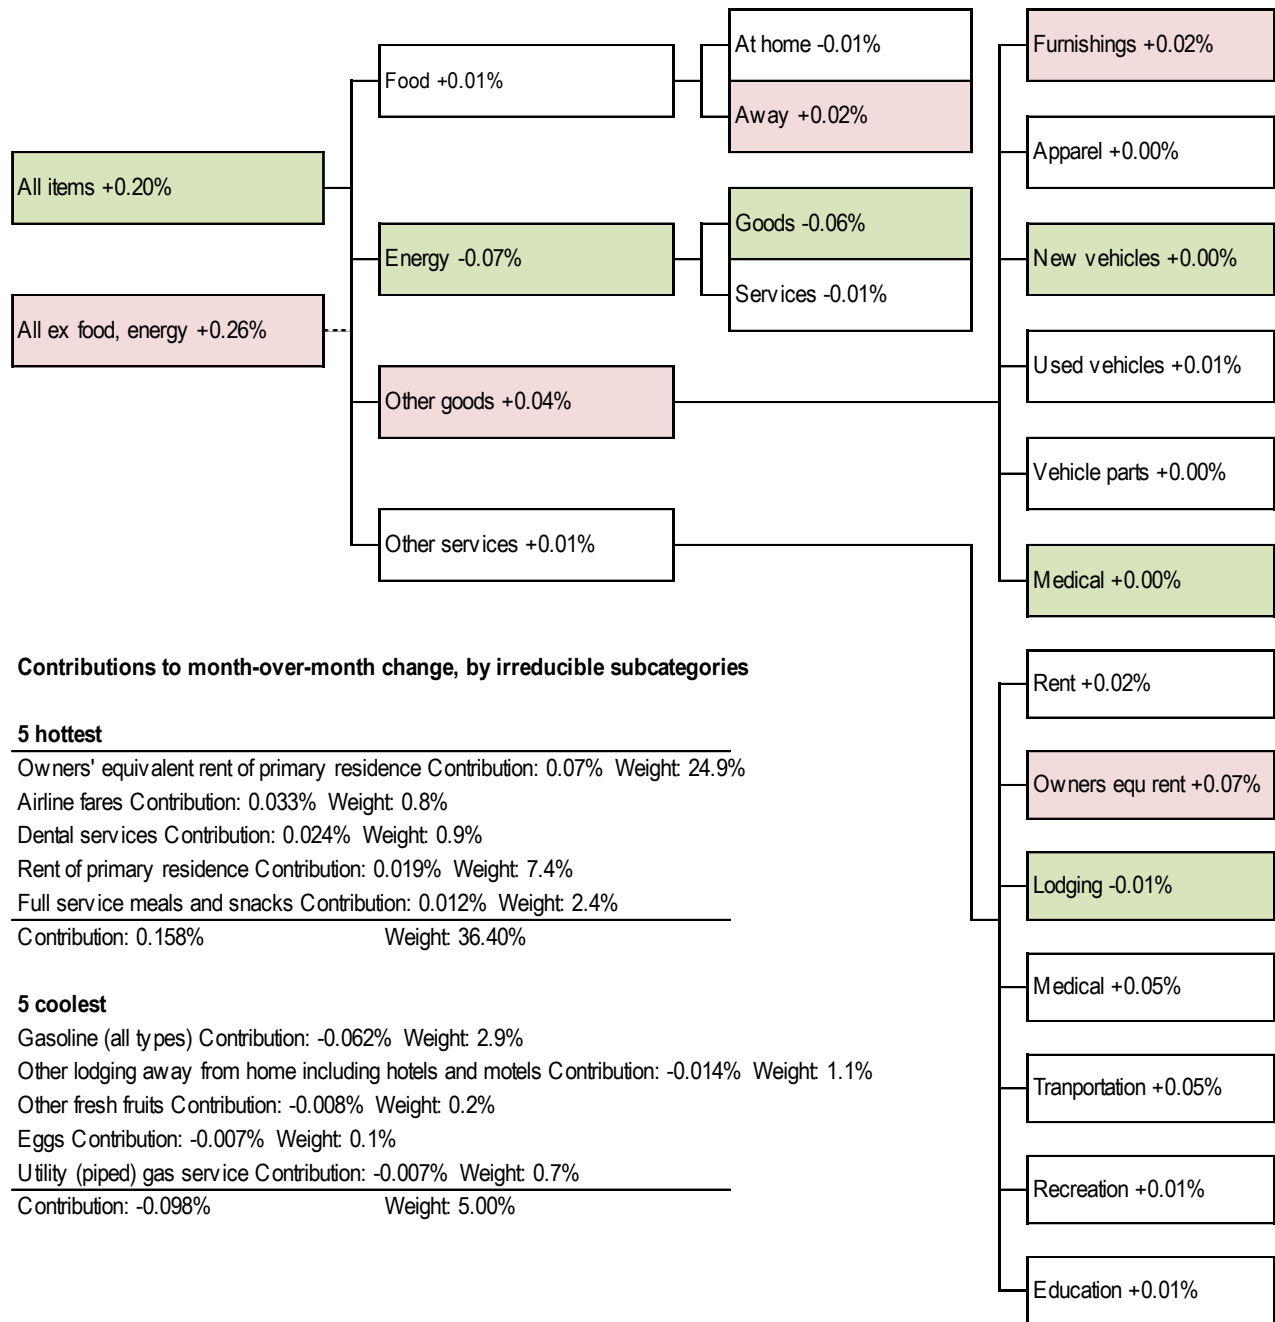 All items +0.20%
All ex food, energy +0.26%
Food +0.01%
Energy -0.07%
Other goods +0.04%
Other services +0.01%
At home -0.01%
Away +0.02%
Goods -0.06%
Services -0.01%
Furnishings +0.02%
Apparel +0.00%
New vehicles +0.00%
Used vehicles +0.01%
Vehicle parts +0.00%
Medical +0.00%
Rent +0.02%
Owners equ rent +0.07%
Lodging -0.01%
Medical +0.05%
Tranportation +0.05%
Recreation +0.01%
Education +0.01%
Contributions to month-over-month change, by irreducible subcategories
5 hottest
Owners' equivalent rent of primary residence Contribution: 0.07% Weight: 24.9%
Airline fares Contribution: 0.033% Weight: 0.8%
Dental services Contribution: 0.024% Weight: 0.9%
Rent of primary residence Contribution: 0.019% Weight: 7.4%
Full service meals and snacks Contribution: 0.012% Weight: 2.4%
Contribution: 0.158% Weight: 36.40%
5 coolest
Gasoline (all types) Contribution: -0.062% Weight: 2.9%
Other lodging away from home including hotels and motels Contribution: -0.014% Weight: 1.1%
Other fresh fruits Contribution: -0.008% Weight: 0.2%
Eggs Contribution: -0.007% Weight: 0.1%
Utility (piped) gas service Contribution: -0.007% Weight: 0.7%
Contribution: -0.098% Weight: 5.00%